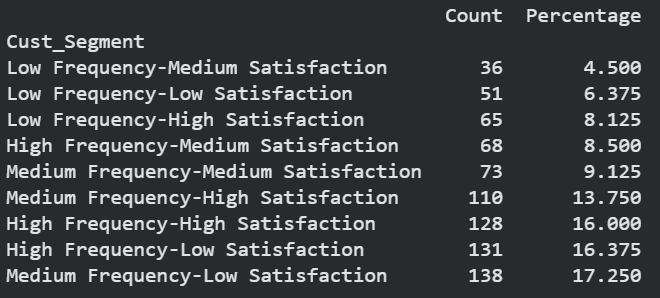 Count Percentage
Cust_Segment
Low Frequency-Medium Satisfaction 36 4.500
Low Frequency-Low Satisfaction 51 6.375
Low Frequency-High Satisfaction 65 8.125
High Frequency-Medium Satisfaction 68 8.500
Medium Frequency-Medium Satisfaction 73 9.125
Medium Frequency-High Satisfaction 110 13.750
High Frequency-High Satisfaction 128 16.000
High Frequency-Low Satisfaction 131 16.375
Medium Frequency-Low Satisfaction 138 17.250